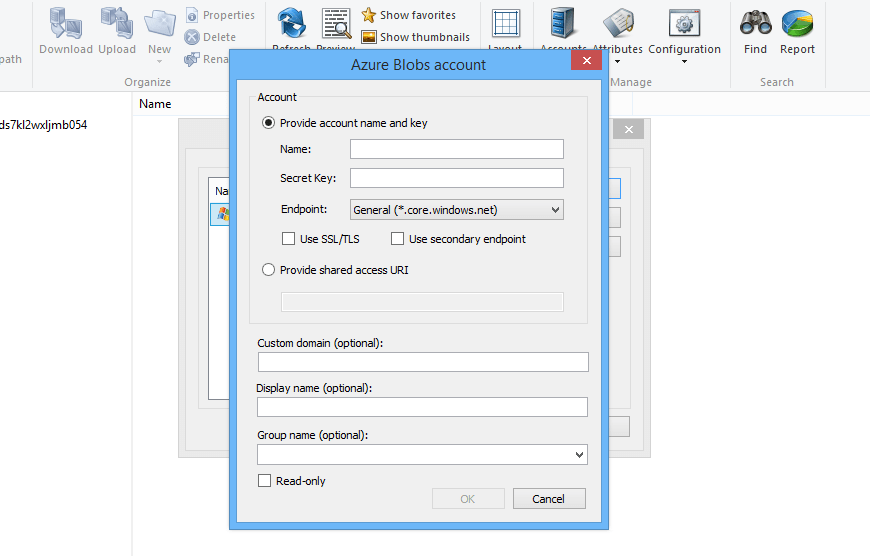 Properties
Show favorites
Delete
Show thumbnails
path
Download
Upload
New
Rena
Refresh
Preview
Layout
Accounts
Attributes
Configuration
Find
Report
Organize
Manage
Search
Azure Blobs account
Name
ds7kl2wxljmb054
Na
Account
Provide account name and key
Name:
Secret Key:
Endpoint: General (*.core.windows.net)
Use SSL/TLS Use secondary endpoint
Provide shared access URI
Custom domain (optional):
Display name (optional):
Group name (optional):
Read-only
OK Cancel